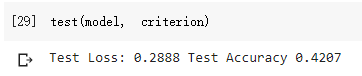 [29] test(model, criterion)
Test Loss: 0.2888 Test Accuracy 0.4207